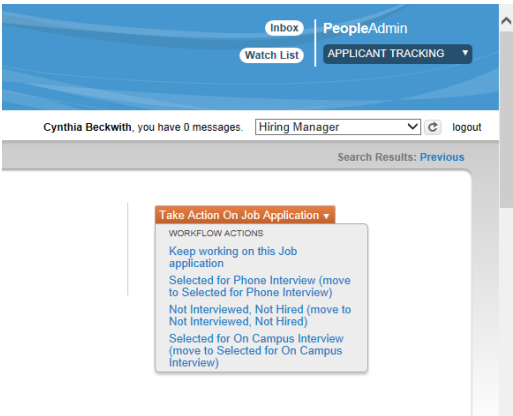 Inbox
PeopleAdmin
Watch List
APPLICANT TRACKING
Cynthia Beckwith, you have 0 messages.
Hiring Manager
logout
Search Results: Previous
Take Action On Job Application
WORKFLOW ACTIONS
Keep working on this Job
application
Selected for Phone Interview (move
to Selected for Phone Interview)
Not Interviewed, Not Hired (move to
Not Interviewed, Not Hired)
Selected for On Campus Interview
(move to Selected for On Campus
Interview)